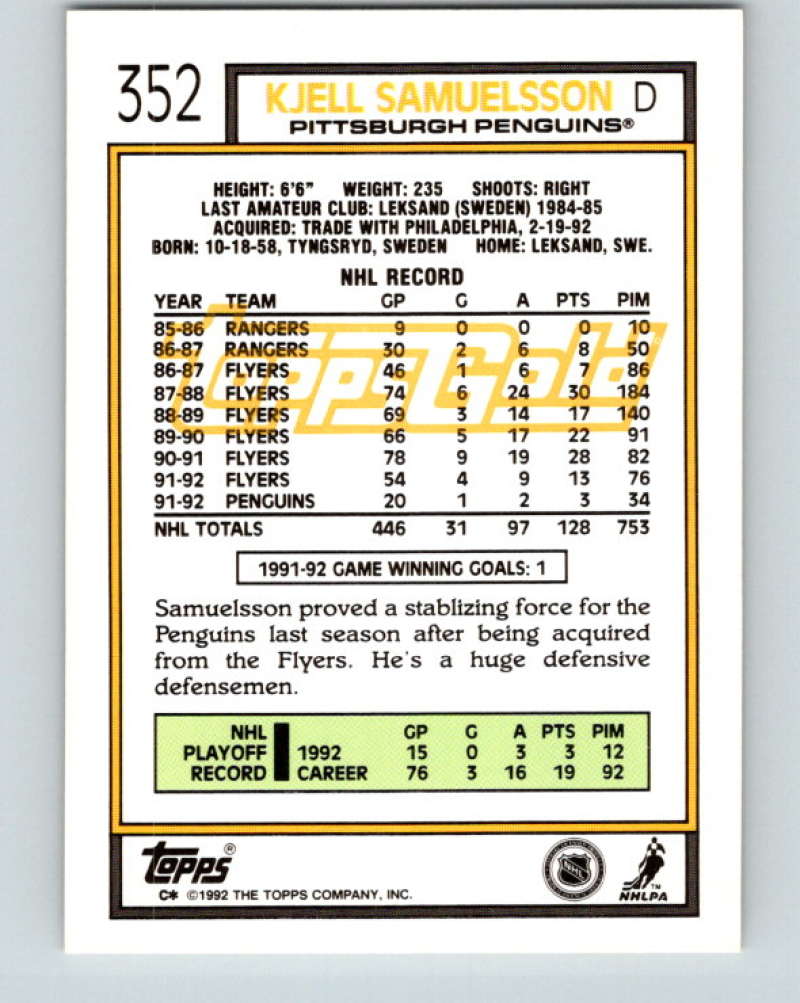 352
KJELL SAMUELSSON D
PITTSBURGH PENGUINS®
HEIGHT: 6'6" WEIGHT: 235 SHOOTS: RIGHT
LAST AMATEUR CLUB: LEKSAND (SWEDEN) 1984-85
ACQUIRED: TRADE WITH PHILADELPHIA, 2-19-92
BORN: 10-18-58, TYNGSRYD, SWEDEN HOME: LEKSAND, SWE.
NHL RECORD
YEAR TEAM GP G A PTS PIM
85-86 RANGERS 9 0 0 0 10
86-87 RANGERS 30 2 6 8 50
86-87 FLYERS 46 1 6 7 86
87-88 FLYERS 74 6 24 30 184
88-89 FLYERS 69 3 14 17 140
89-90 FLYERS 66 5 17 22 91
90-91 FLYERS 78 9 19 28 82
91-92 FLYERS 54 4 9 13 76
91-92 PENGUINS 20 1 2 3 34
NHL TOTALS 446 31 97 128 753
ToppsGold
1991-92 GAME WINNING GOALS: 1
Samuelsson proved a stablizing force for the
Penguins last season after being acquired
from the Flyers. He's a huge defensive
defensemen.
NHL GP G A PTS PIM
PLAYOFF 1992 15 0 3 3 12
RECORD CAREER 76 3 16 19 92
TOPPS®
C* ©1992 THE TOPPS COMPANY, INC.
NHL
NHLPA™